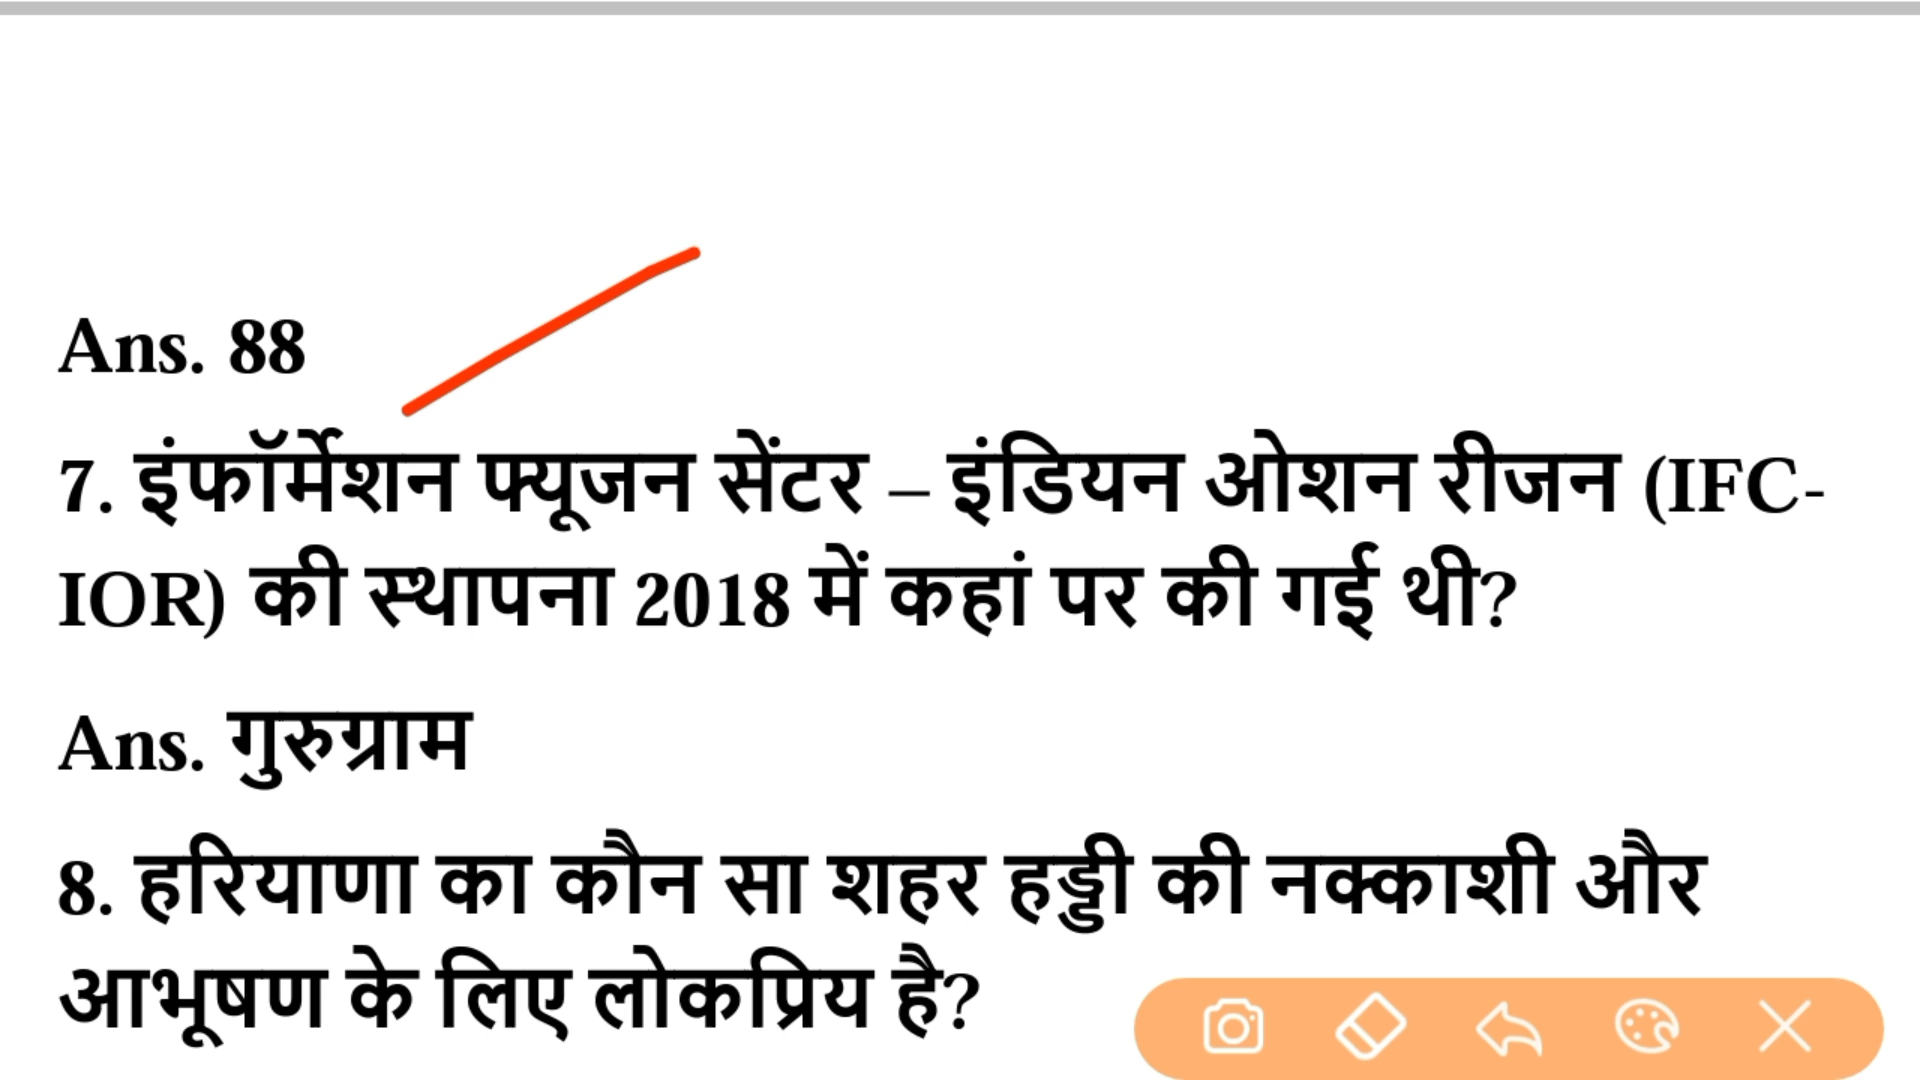 Ans. 88
7. इंफॉर्मेशन फ्यूजन सेंटर – इंडियन ओशन रीजन (IFC-
IOR) की स्थापना 2018 में कहां पर की गई थी?
Ans. गुरुग्राम
8. हरियाणा का कौन सा शहर हड्डी की नक्काशी और
आभूषण के लिए लोकप्रिय है?